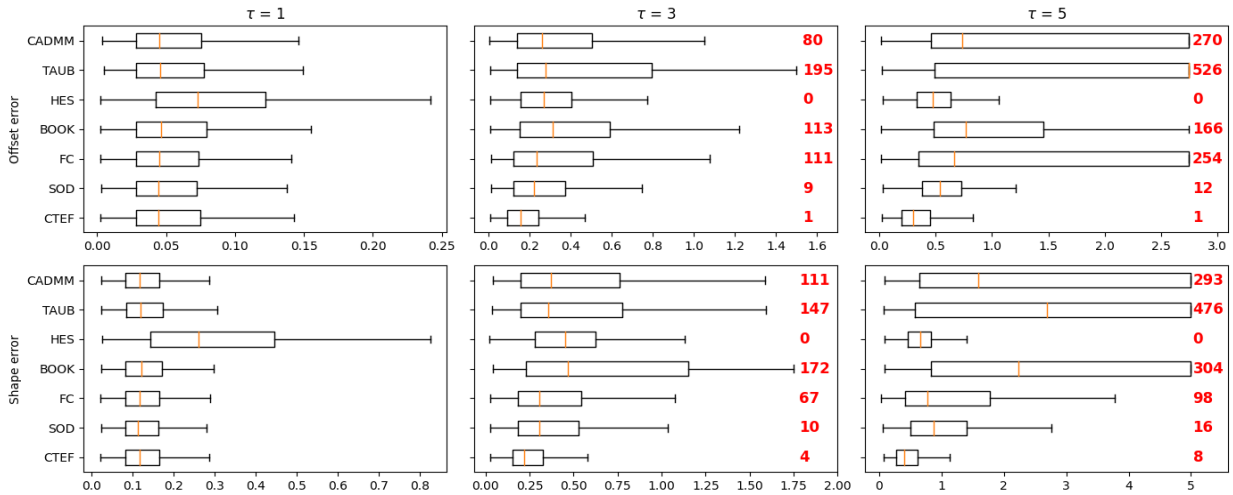 τ = 1
τ = 3
τ = 5
Offset error
CADMM
TAUB
HES
BOOK
FC
SOD
CTEF
80
195
0
113
111
9
1
270
526
0
166
254
12
1
0.00 0.05 0.10 0.15 0.20 0.25
0.0 0.2 0.4 0.6 0.8 1.0 1.2 1.4 1.6
0.0 0.5 1.0 1.5 2.0 2.5 3.0
Shape error
CADMM
TAUB
HES
BOOK
FC
SOD
CTEF
111
147
0
172
67
10
4
293
476
0
304
98
16
8
0.0 0.1 0.2 0.3 0.4 0.5 0.6 0.7 0.8
0.00 0.25 0.50 0.75 1.00 1.25 1.50 1.75 2.00
0 1 2 3 4 5